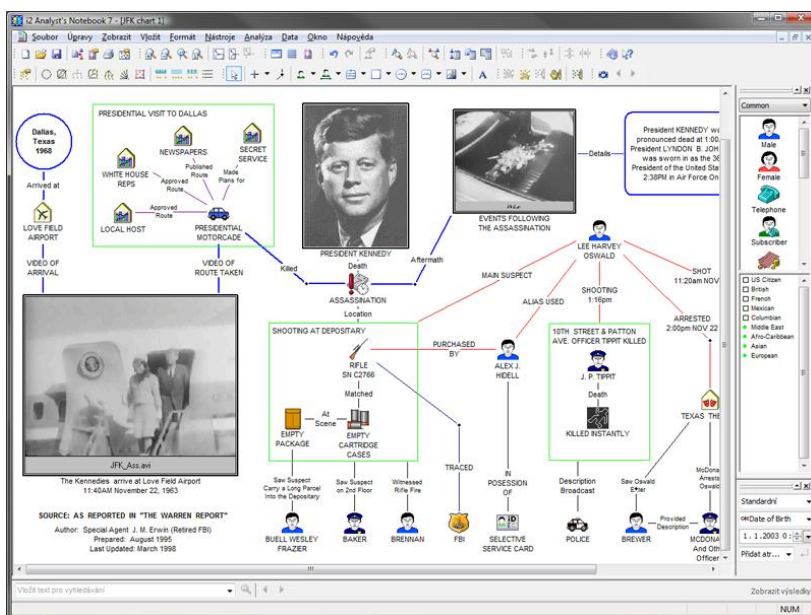 i2 Analyst's Notebook 7 - [JFK chart 1]
Soubor Úpravy Zobrazit Vložit Formát Nástroje Analýza Data Okno Nápověda
Dallas,
Texas
1968
Arrived at
LOVE FIELD
AIRPORT
VIDEO OF
ARRIVAL
PRESIDENTIAL VISIT TO DALLAS
NEWSPAPERS
SECRET
SERVICE
WHITE HOUSE
REPS
Published
Route
Made
Plans for
Approved
Route
LOCAL HOST
Approved
Route
PRESIDENTIAL
MOTORCADE
VIDEO OF
ROUTE TAKEN
JFK_Ass.avi
The Kennedies arrive at Love Field Airport
11:40AM November 22, 1963
SOURCE: AS REPORTED IN "THE WARREN REPORT"
Author: Special Agent J. M. Erwin (Retired FBI)
Prepared: August 1995
Last Updated: March 1998
PRESIDENT KENNEDY
Death
Killed
ASSASSINATION
Location
Aftermath
EVENTS FOLLOWING
THE ASSASSINATION
Details
President KENNEDY wa
pronounced dead at 1:00
President LYNDON B. JOH
was sworn in as the 36
President of the United Stat
2:38PM in Air Force On
LEE HARVEY
OSWALD
MAIN SUSPECT
ALIAS USED
SHOOTING
1:16pm
SHOT
11:20am NOV
ARRESTED
2:00pm NOV 22
SHOOTING AT DEPOSITARY
RIFLE
SN C2766
PURCHASED
BY
ALEX J.
HIDELL
Matched
EMPTY
PACKAGE
At
Scene
EMPTY
CARTRIDGE
CASES
10TH STREET & PATTON
AVE. OFFICER TIPPIT KILLED
J. P. TIPPIT
Death
KILLED INSTANTLY
TEXAS THE
Saw Suspect
Carry a Long Parcel
Into the Depositary
Saw Suspect
on 2nd Floor
Witnessed
Rifle Fire
TRACED
IN
POSESSION
OF
Description
Broadcast
Saw Oswald
Enter
McDona
Arrests
Oswald
Provided
Description
BUELL WESLEY
FRAZIER
BAKER
BRENNAN
FBI
SELECTIVE
SERVICE CARD
POLICE
BREWER
MCDONA
And Oth
Officer
Common
Male
Female
Telephone
Subscriber
US Citizen
British
French
Mexican
Columbian
Middle East
Afro-Caribbean
Asian
European
Standardní
Date of Birth
1. 1. 2003 0:
Přidat atr...
Vložit text pro vyhledávání
Zobrazit výsledky
NUM